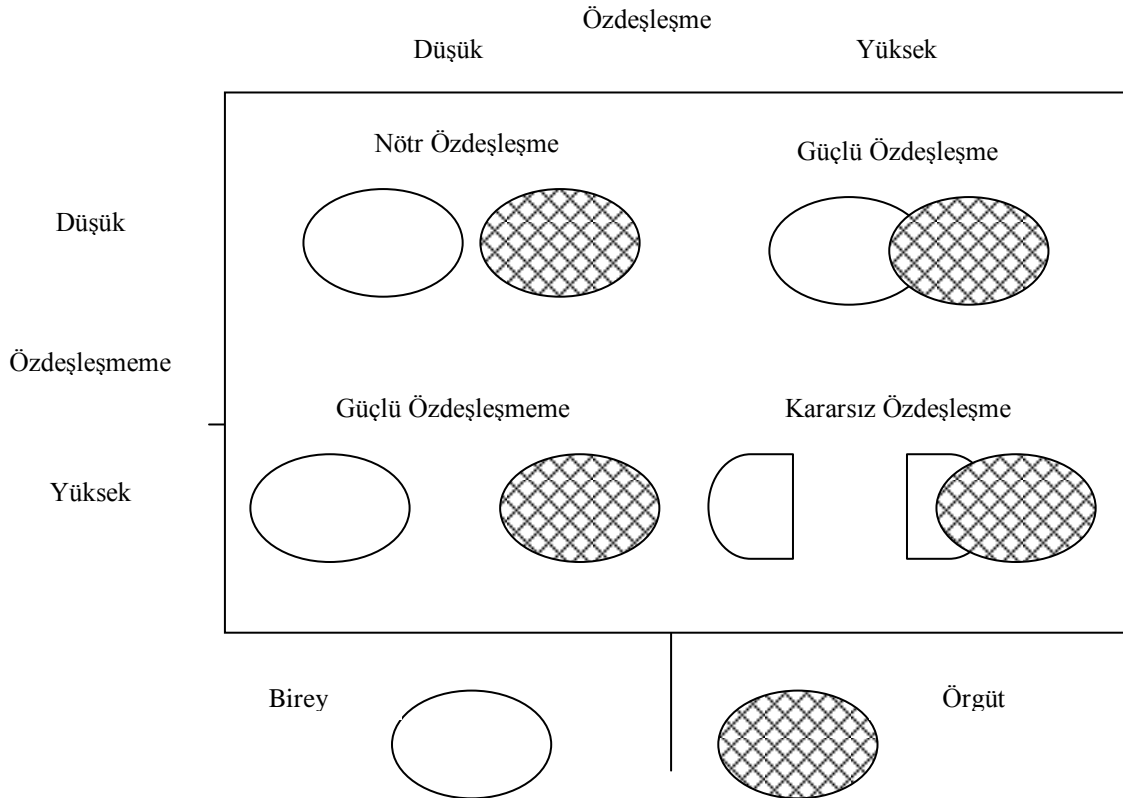 Özdeşleşme
Düşük Yüksek
Nötr Özdeşleşme Güçlü Özdeşleşme
Düşük
Özdeşleşmeme
Güçlü Özdeşleşmeme Kararsız Özdeşleşme
Yüksek
Birey Örgüt